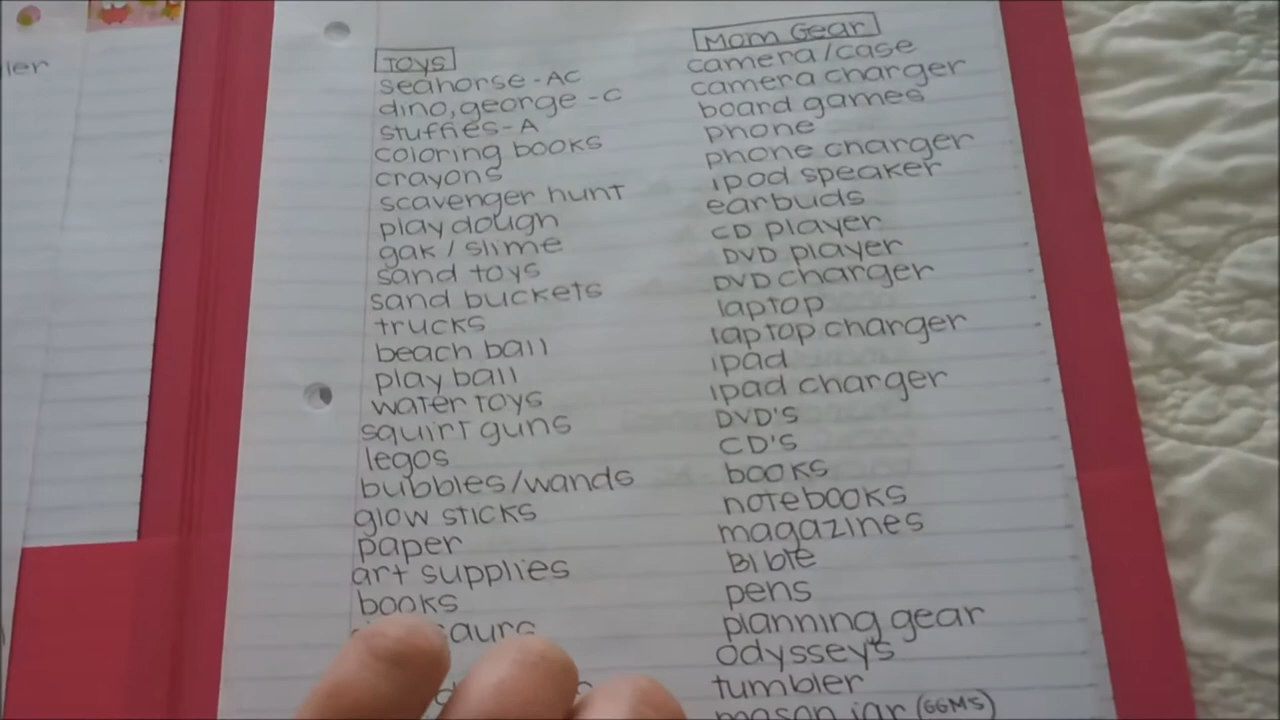 ler
Toys
seahorse - AC
dino, george - C
stuffies - A
coloring books
crayons
scavenger hunt
play dough
gak / slime
sand toys
sand buckets
trucks
beach ball
play ball
water toys
squirt guns
legos
bubbles/wands
glow sticks
paper
art supplies
books
Mom Gear
camera/case
camera charger
board games
phone
phone charger
ipod speaker
earbuds
CD player
DVD player
DVD charger
laptop
laptop charger
ipad
ipad charger
DVD's
CD's
books
notebooks
magazines
Bible
pens
planning gear
odyssey's
tumbler
mason jar (GGMS)